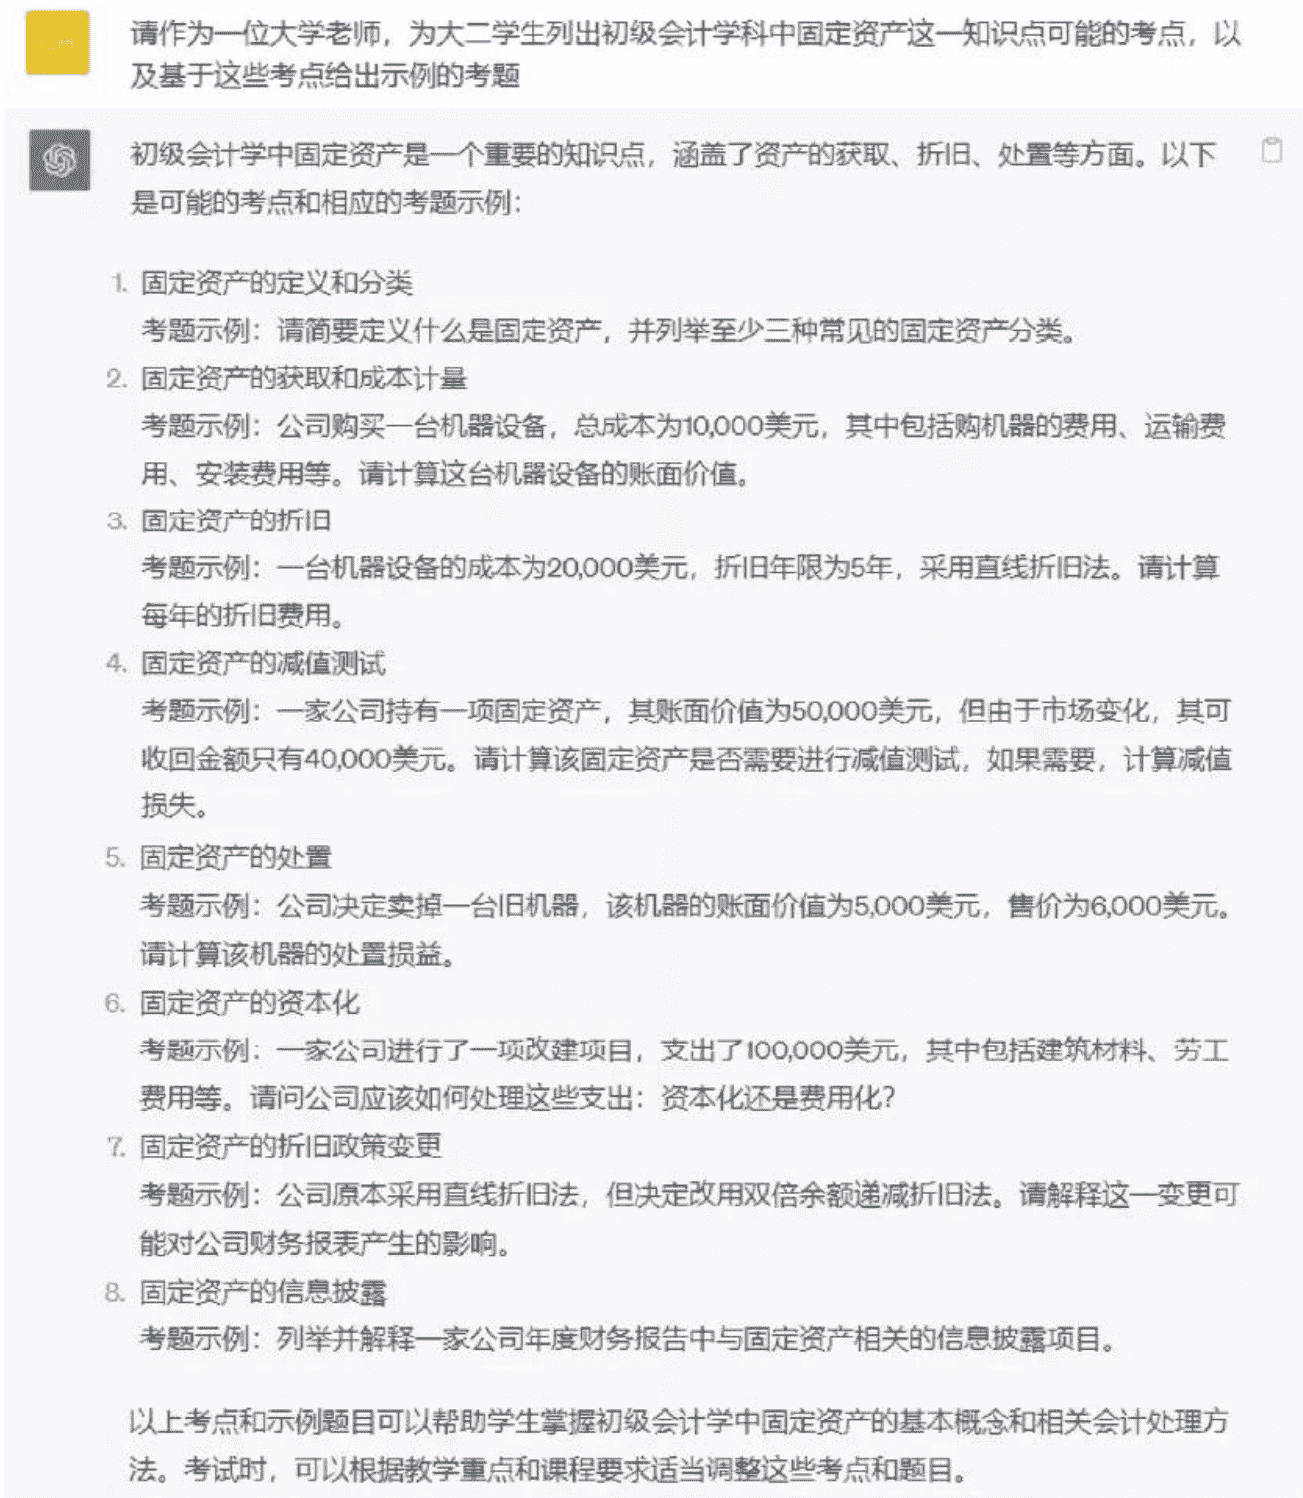 请作为一位大学老师，为大二学生列出初级会计学科中固定资产这一知识点可能的考点，以
及基于这些考点给出示例的考题
初级会计学中固定资产是一个重要的知识点，涵盖了资产的获取、折旧、处置等方面。以下
是可能的考点和相应的考题示例：
1. 固定资产的定义和分类
考题示例：请简要定义什么是固定资产，并列举至少三种常见的固定资产分类。
2. 固定资产的获取和成本计量
考题示例：公司购买一台机器设备，总成本为10,000美元，其中包括购机器的费用、运输费
用、安装费用等。请计算这台机器设备的账面价值。
3. 固定资产的折旧
考题示例：一台机器设备的成本为20,000美元，折旧年限为5年，采用直线折旧法。请计算
每年的折旧费用。
4. 固定资产的减值测试
考题示例：一家公司持有一项固定资产，其账面价值为50,000美元，但由于市场变化，其可
收回金额只有40,000美元。请计算该固定资产是否需要进行减值测试，如果需要，计算减值
损失。
5. 固定资产的处置
考题示例：公司决定卖掉一台旧机器，该机器的账面价值为5,000美元，售价为6,000美元。
请计算该机器的处置损益。
6. 固定资产的资本化
考题示例：一家公司进行了一项改建项目，支出了100,000美元，其中包括建筑材料、劳工
费用等。请问公司应该如何处理这些支出：资本化还是费用化？
7. 固定资产的折旧政策变更
考题示例：公司原本采用直线折旧法，但决定改用双倍余额递减折旧法。请解释这一变更可
能对公司财务报表产生的影响。
8. 固定资产的信息披露
考题示例：列举并解释一家公司年度财务报告中与固定资产相关的信息披露项目。
以上考点和示例题目可以帮助学生掌握初级会计学中固定资产的基本概念和相关会计处理方
法。考试时，可以根据教学重点和课程要求适当调整这些考点和题目。